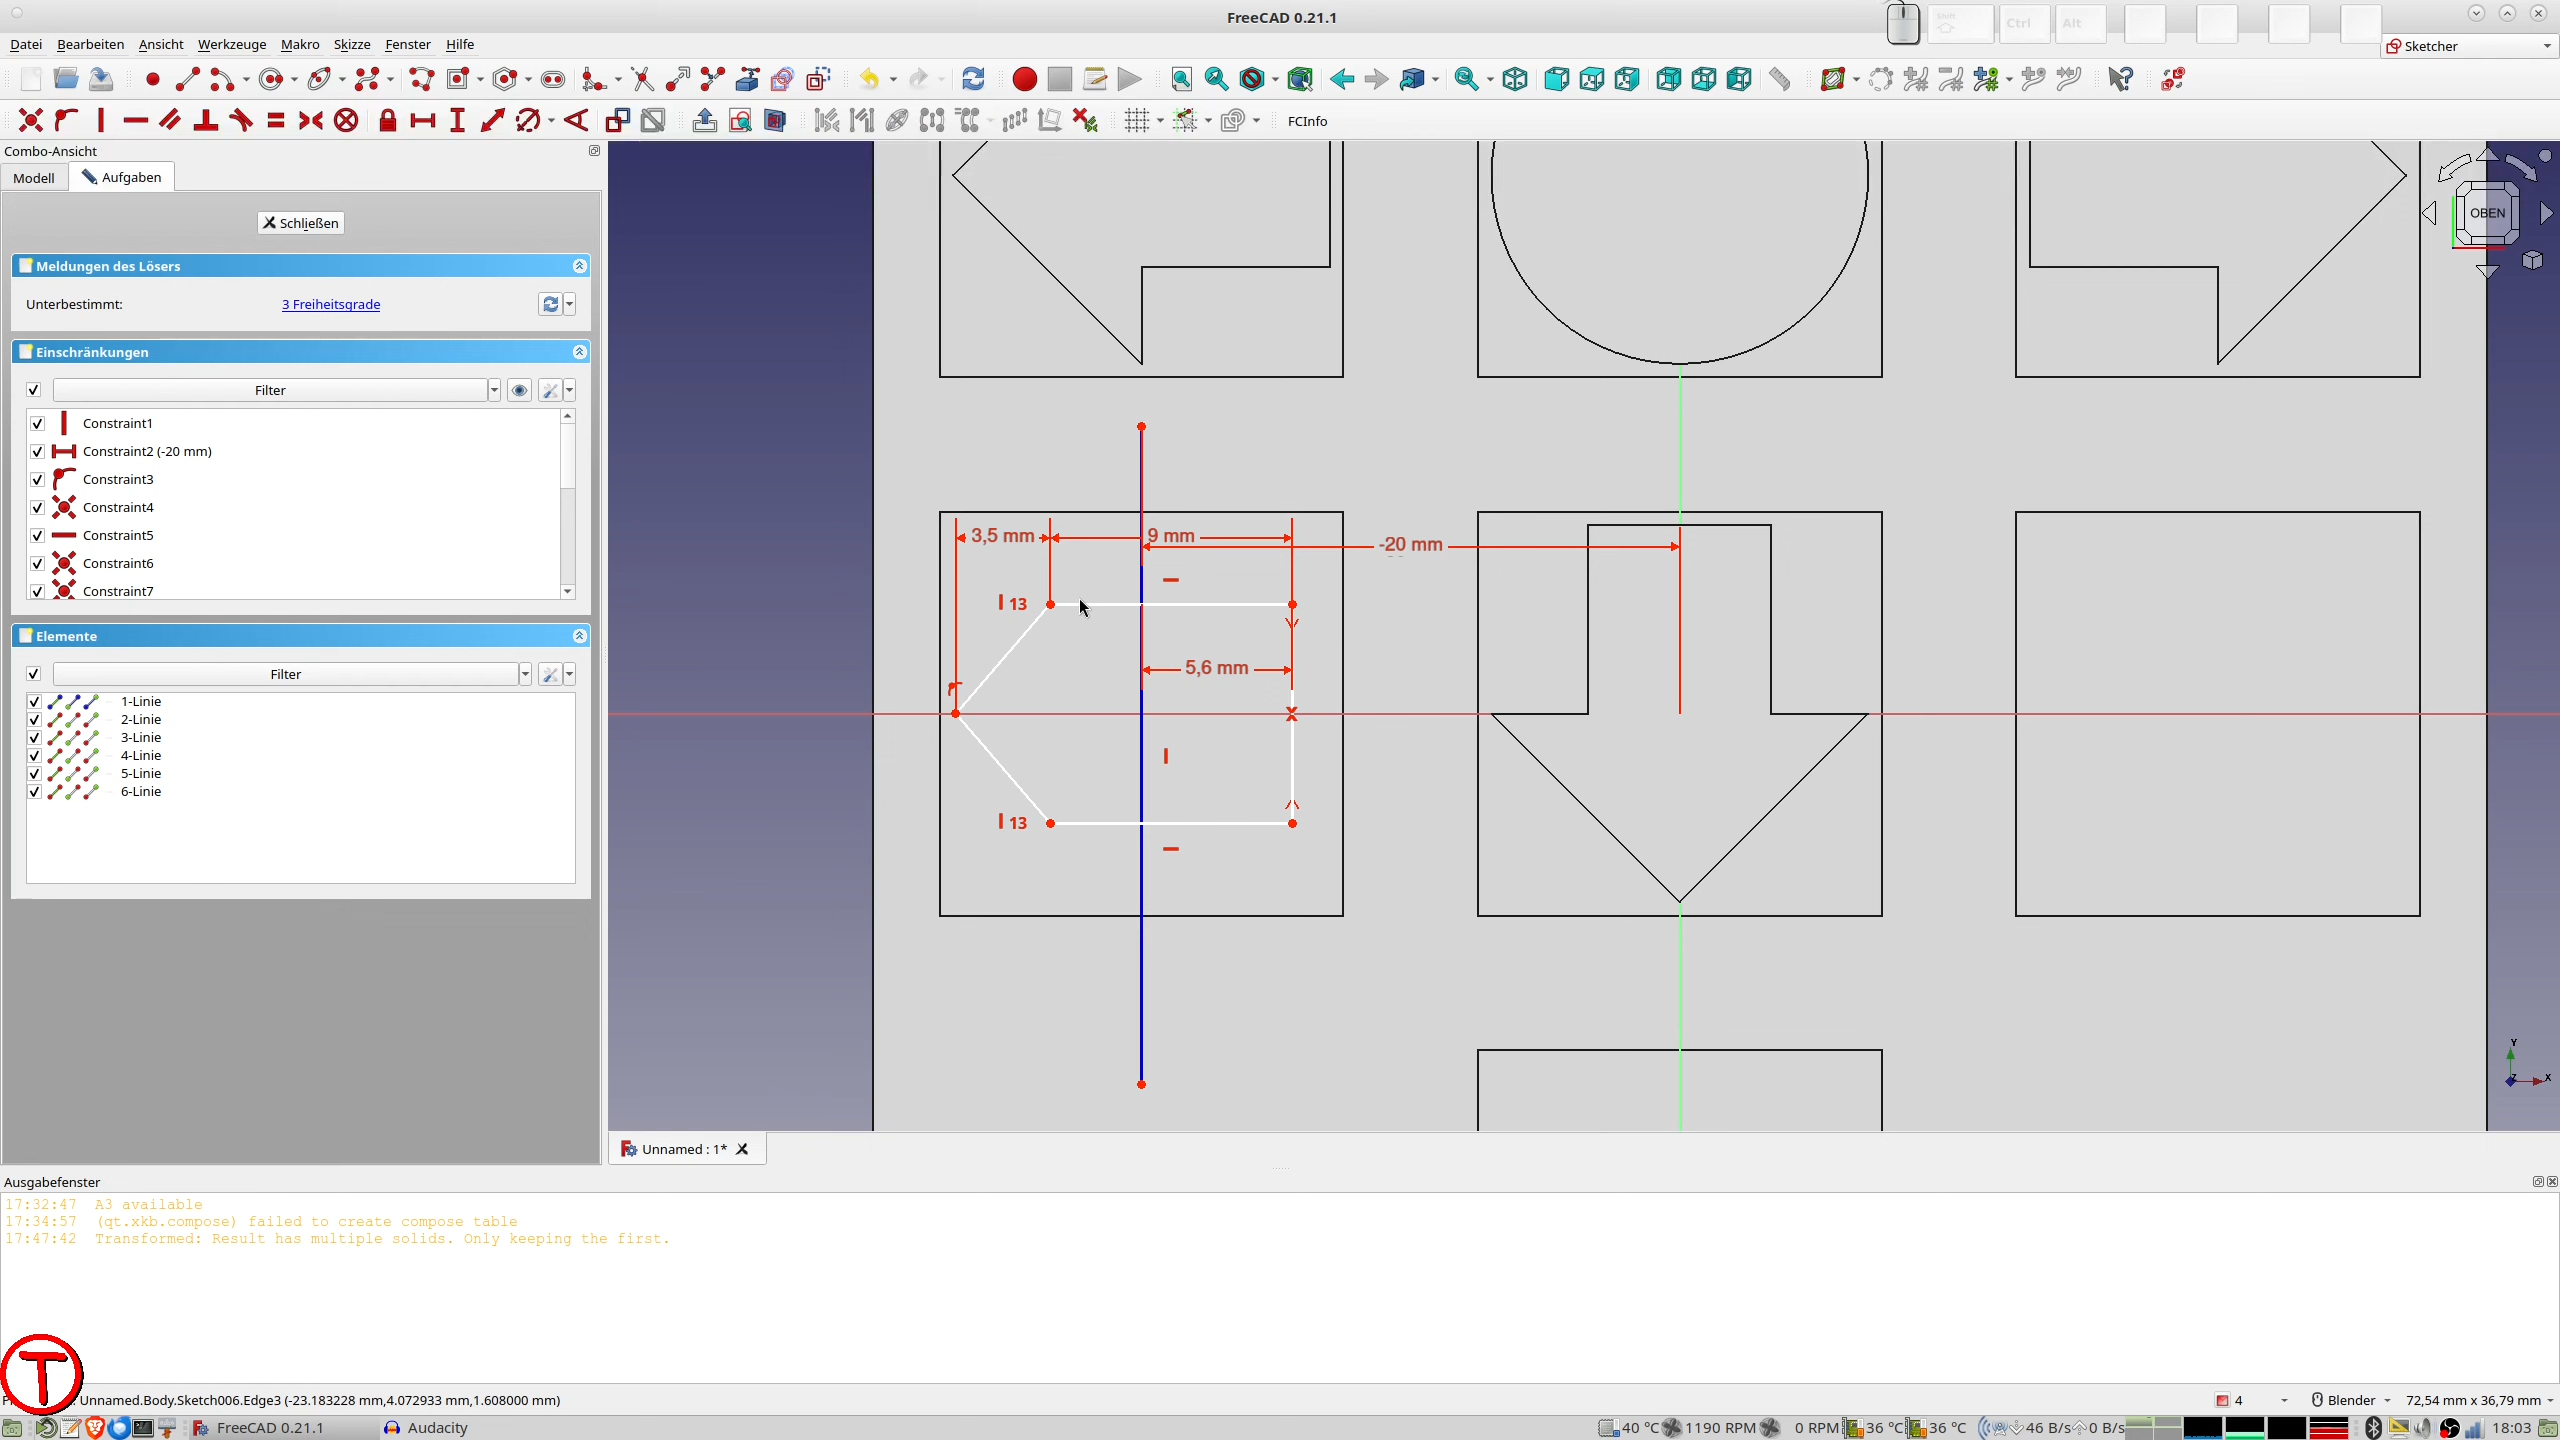 FreeCAD 0.21.1
Shift
Ctrl
Alt
Datei Bearbeiten Ansicht Werkzeuge Makro Skizze Fenster Hilfe
Sketcher
FCInfo
Combo-Ansicht
Modell
Aufgaben
Schließen
OBEN
Meldungen des Lösers
Unterbestimmt:
3 Freiheitsgrade
Einschränkungen
Filter
Constraint1
Constraint2 (-20 mm)
Constraint3
Constraint4
Constraint5
Constraint6
Constraint7
3,5 mm
9 mm
-20 mm
13
5,6 mm
13
Elemente
Filter
1-Linie
2-Linie
3-Linie
4-Linie
5-Linie
6-Linie
Y
Z
X
Unnamed : 1*
Ausgabefenster
17:32:47 A3 available
17:34:57 (qt.xkb.compose) failed to create compose table
17:47:42 Transformed: Result has multiple solids. Only keeping the first.
T
Unnamed.Body.Sketch006.Edge3 (-23.183228 mm,4.072933 mm,1.608000 mm)
4
Blender
72,54 mm x 36,79 mm
FreeCAD 0.21.1
Audacity
40 °C 1190 RPM 0 RPM 36 °C 36 °C 46 B/s 0 B/s 18:03